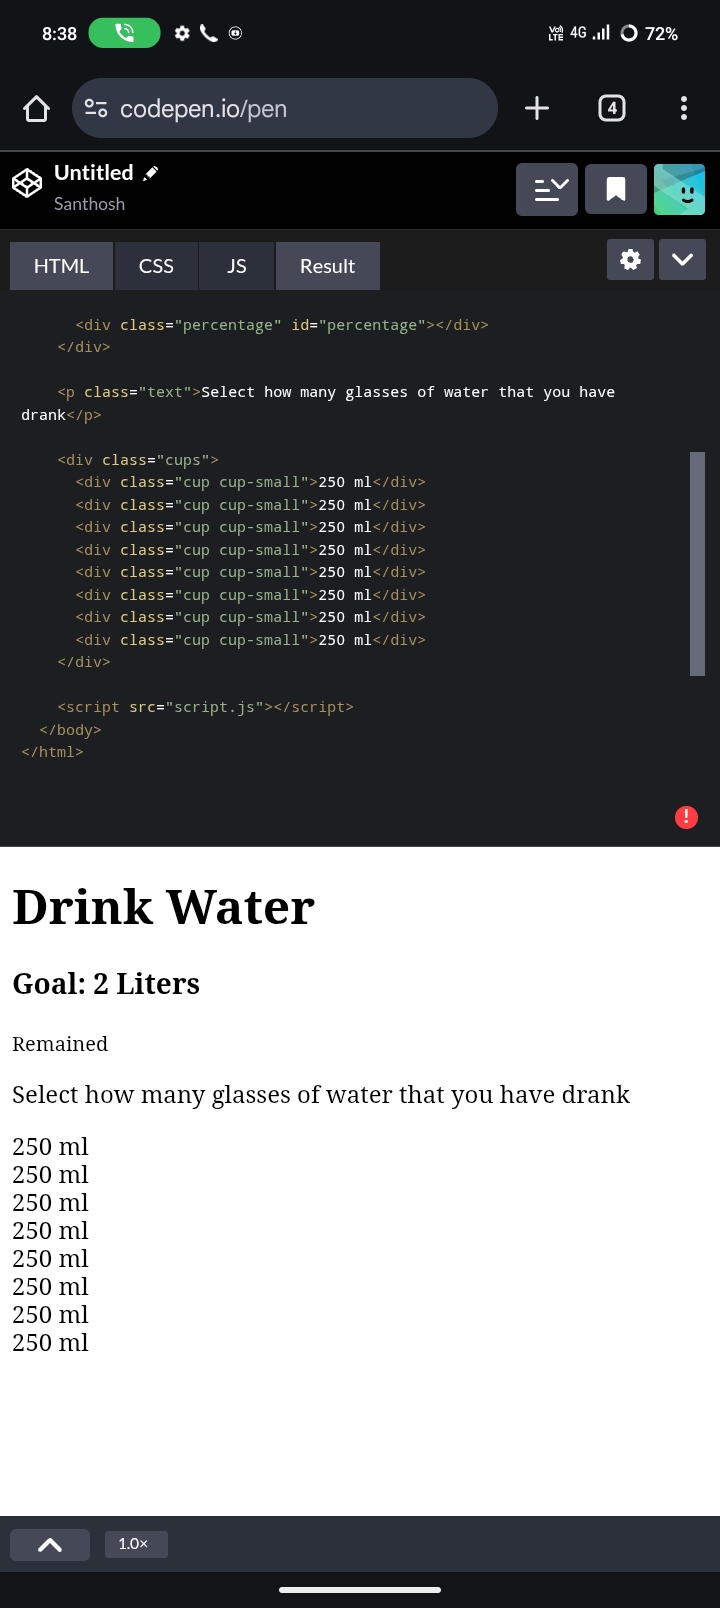 8:38
Vo))
LTE
4G
72%
codepen.io/pen
4
Untitled
Santhosh
HTML
CSS
JS
Result
<div class="percentage" id="percentage"></div>
</div>
<p class="text">Select how many glasses of water that you have
drank</p>
<div class="cups">
<div class="cup cup-small">250 ml</div>
<div class="cup cup-small">250 ml</div>
<div class="cup cup-small">250 ml</div>
<div class="cup cup-small">250 ml</div>
<div class="cup cup-small">250 ml</div>
<div class="cup cup-small">250 ml</div>
<div class="cup cup-small">250 ml</div>
<div class="cup cup-small">250 ml</div>
</div>
<script src="script.js"></script>
</body>
</html>
!
Drink Water
Goal: 2 Liters
Remained
Select how many glasses of water that you have drank
250 ml
250 ml
250 ml
250 ml
250 ml
250 ml
250 ml
250 ml
1.0×